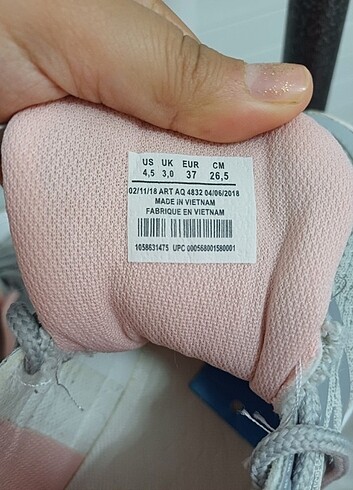 US UK EUR CM
4,5 3,0 37 26,5
02/11/18 ART AQ 4832 04/06/2018
MADE IN VIETNAM
FABRIQUE EN VIETNAM
1058631475 UPC 000568001580001